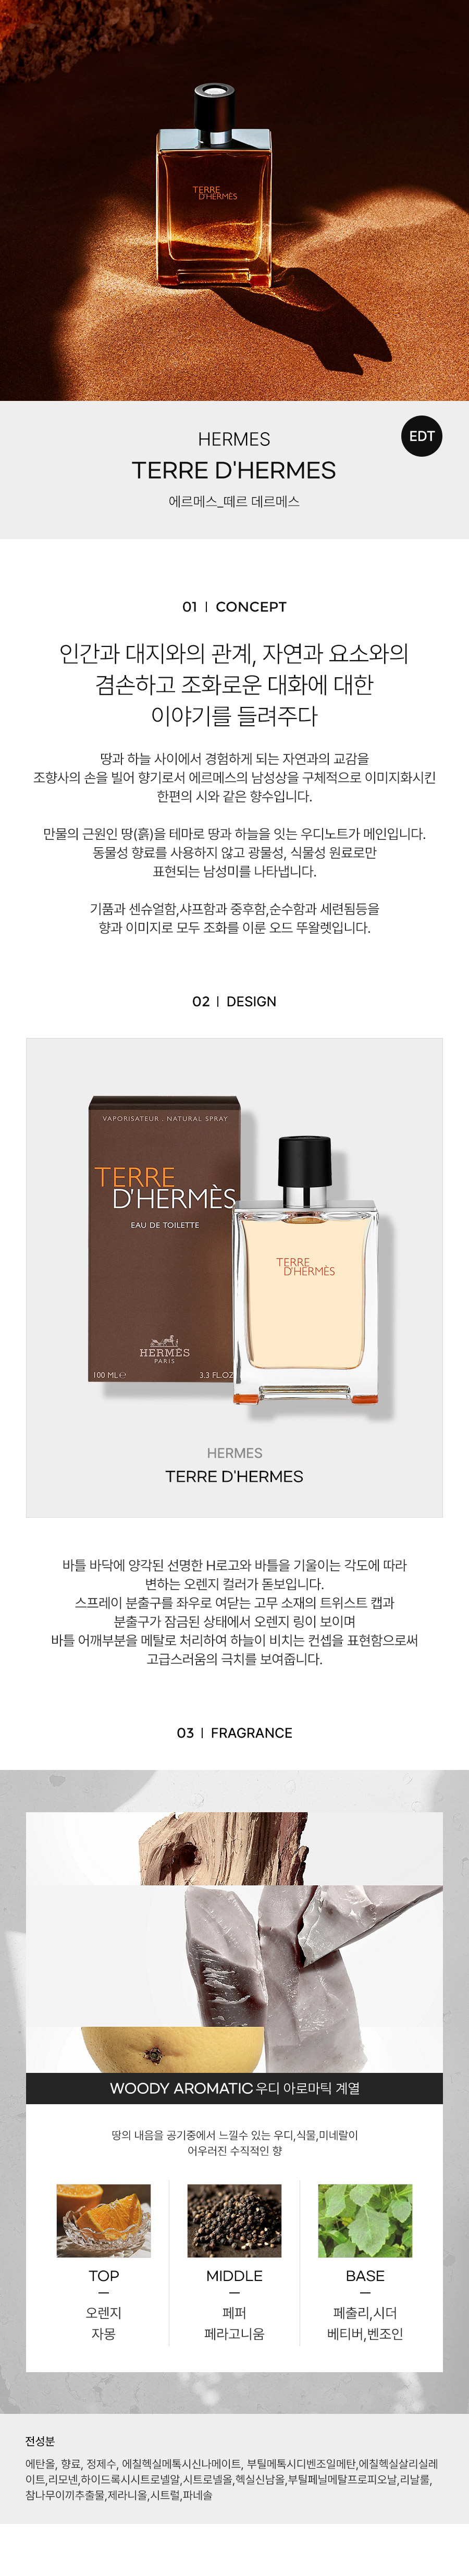 TERRE
D'HERMÈS
EDT
HERMES
TERRE D'HERMES
에르메스_떼르 데르메스
01 | CONCEPT
인간과 대지와의 관계, 자연과 요소와의
겸손하고 조화로운 대화에 대한
이야기를 들려주다
땅과 하늘 사이에서 경험하게 되는 자연과의 교감을
조향사의 손을 빌어 향기로서 에르메스의 남성상을 구체적으로 이미지화시킨
한편의 시와 같은 향수입니다.
만물의 근원인 땅(흙)을 테마로 땅과 하늘을 잇는 우디노트가 메인입니다.
동물성 향료를 사용하지 않고 광물성, 식물성 원료로만
표현되는 남성미를 나타냅니다.
기품과 센슈얼함,샤프함과 중후함,순수함과 세련됨등을
향과 이미지로 모두 조화를 이룬 오드 뚜왈렛입니다.
02 | DESIGN
VAPORISATEUR . NATURAL SPRAY
TERRE
D'HERMÈS
EAU DE TOILETTE
HERMÈS
PARIS
100 ML℮ 3.3 FL.OZ
TERRE
D'HERMÈS
HERMES
TERRE D'HERMES
바틀 바닥에 양각된 선명한 H로고와 바틀을 기울이는 각도에 따라
변하는 오렌지 컬러가 돋보입니다.
스프레이 분출구를 좌우로 여닫는 고무 소재의 트위스트 캡과
분출구가 잠금된 상태에서 오렌지 링이 보이며
바틀 어깨부분을 메탈로 처리하여 하늘이 비치는 컨셉을 표현함으로써
고급스러움의 극치를 보여줍니다.
03 | FRAGRANCE
WOODY AROMATIC 우디 아로마틱 계열
땅의 내음을 공기중에서 느낄수 있는 우디,식물,미네랄이
어우러진 수직적인 향
TOP
오렌지
자몽
MIDDLE
페퍼
페라고니움
BASE
페출리,시더
베티버,벤조인
전성분
에탄올, 향료, 정제수, 에칠헥실메톡시신나메이트, 부틸메톡시디벤조일메탄,에칠헥실살리실레
이트,리모넨,하이드록시시트로넬알,시트로넬올,헥실신남올,부틸페닐메탈프로피오날,리날룰,
참나무이끼추출물,제라니올,시트럴,파네솔